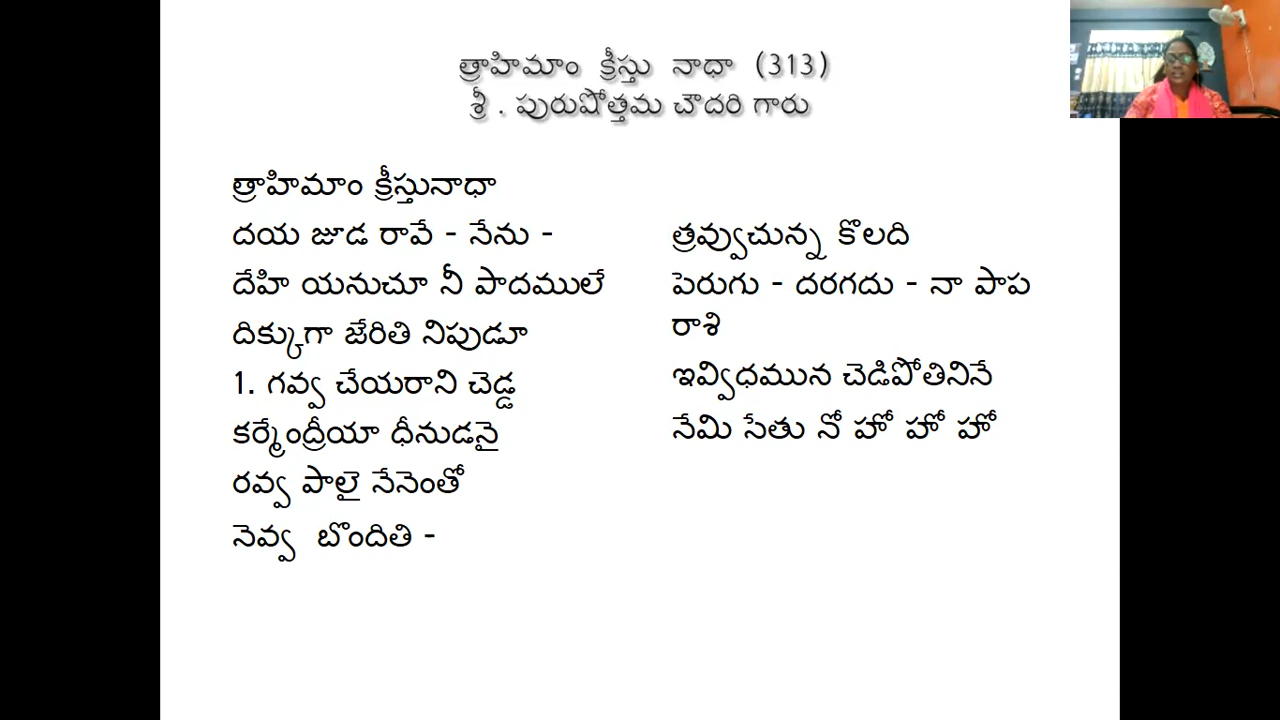 త్రాహిమాం క్రీస్తు నాధా (313)
శ్రీ . పురుషోత్తమ చౌదరి గారు
త్రాహిమాం క్రీస్తునాధా
దయ జూడ రావే - నేను -
దేహి యనుచూ నీ పాదములే
దిక్కుగా జేరితి నిపుడూ
1. గవ్వ చేయరాని చెడ్డ
కర్మేంద్రీయా ధీనుడనై
రవ్వ పాలై నేనెంతో
నెవ్వ బొందితి -
త్రవ్వుచున్న కొలది
పెరుగు - దరగదు - నా పాప
రాశి
ఇవ్విధమున చెడిపోతినినే
నేమి సేతు నో హో హో హో